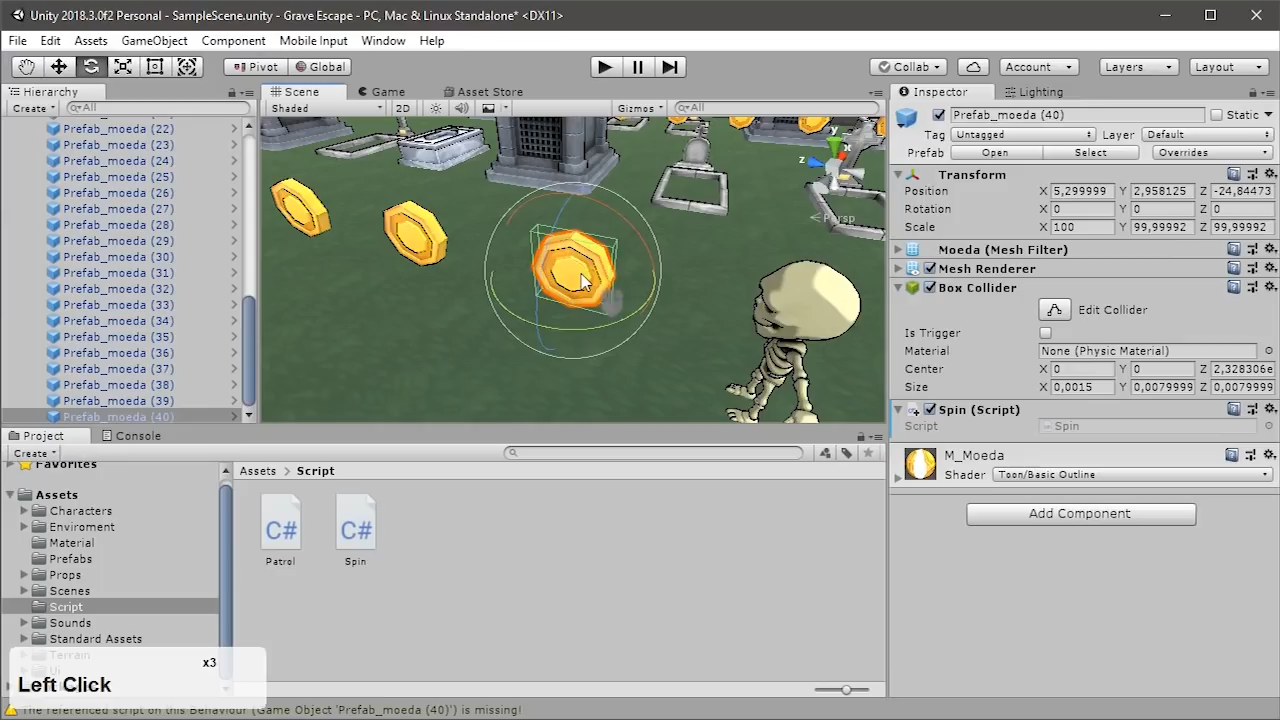 Unity 2018.3.0f2 Personal - SampleScene.unity - Grave Escape - PC, Mac & Linux Standalone* <DX11>
File Edit Assets GameObject Component Mobile Input Window Help
Pivot Global Collab Account Layers Layout
Hierarchy Scene Game Asset Store Inspector Lighting
Create All Shaded 2D Gizmos All
Prefab_moeda (40) Static
Prefab_moeda (22)
Prefab_moeda (23)
Prefab_moeda (24)
Prefab_moeda (25)
Prefab_moeda (26)
Prefab_moeda (27)
Prefab_moeda (28)
Prefab_moeda (29)
Prefab_moeda (30)
Prefab_moeda (31)
Prefab_moeda (32)
Prefab_moeda (33)
Prefab_moeda (34)
Prefab_moeda (35)
Prefab_moeda (36)
Prefab_moeda (37)
Prefab_moeda (38)
Prefab_moeda (39)
Prefab_moeda (40)
y
x
z
Persp
Tag Untagged Layer Default
Prefab Open Select Overrides
Transform
Position X 5,299999 Y 2,958125 Z -24,84473
Rotation X 0 Y 0 Z 0
Scale X 100 Y 99,99992 Z 99,99992
Moeda (Mesh Filter)
Mesh Renderer
Box Collider
Edit Collider
Is Trigger
Material None (Physic Material)
Center X 0 Y 0 Z 2,328306e
Size X 0,0015 Y 0,0079999 Z 0,0079999
Spin (Script)
Script Spin
M_Moeda
Shader Toon/Basic Outline
Add Component
Project Console
Create
Favorites
Assets
Characters
Enviroment
Material
Prefabs
Props
Scenes
Script
Sounds
Standard Assets
Terrain
Assets Script
C# C#
Patrol Spin
x3
Left Click
The referenced script on this Behaviour (Game Object 'Prefab_moeda (40)') is missing!